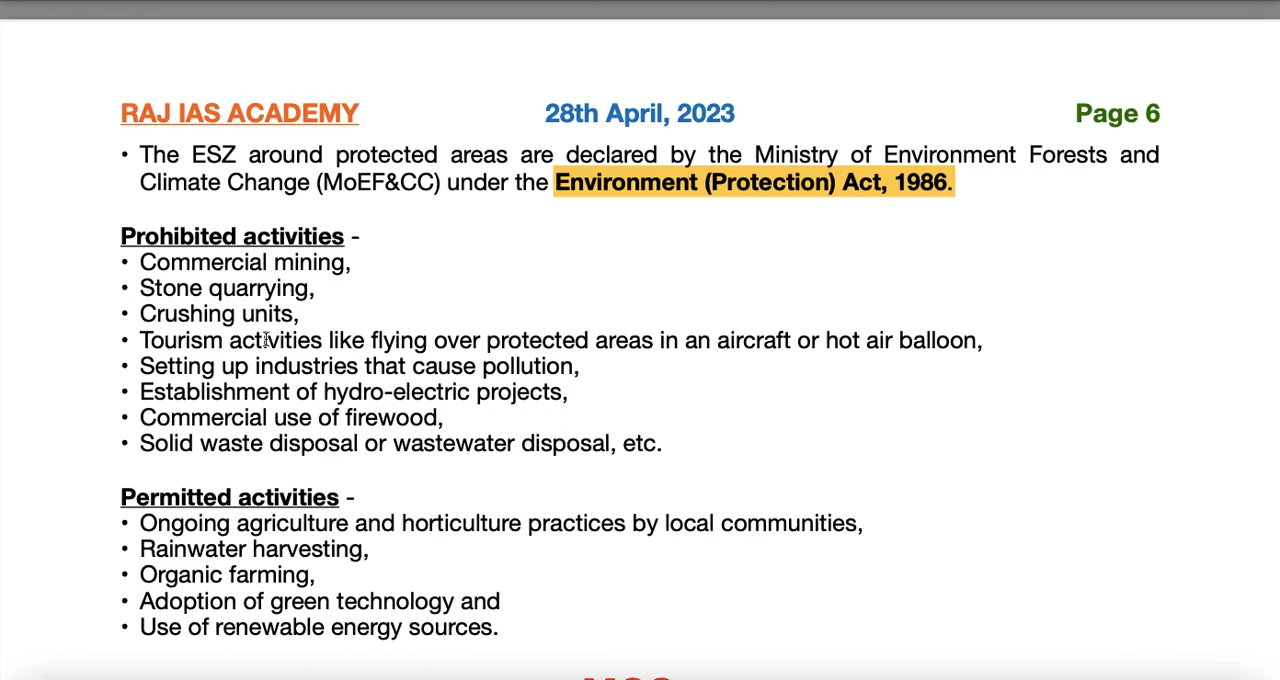 RAJ IAS ACADEMY 28th April, 2023 Page 6
• The ESZ around protected areas are declared by the Ministry of Environment Forests and
Climate Change (MoEF&CC) under the Environment (Protection) Act, 1986.
Prohibited activities -
• Commercial mining,
• Stone quarrying,
• Crushing units,
• Tourism activities like flying over protected areas in an aircraft or hot air balloon,
• Setting up industries that cause pollution,
• Establishment of hydro-electric projects,
• Commercial use of firewood,
• Solid waste disposal or wastewater disposal, etc.
Permitted activities -
• Ongoing agriculture and horticulture practices by local communities,
• Rainwater harvesting,
• Organic farming,
• Adoption of green technology and
• Use of renewable energy sources.